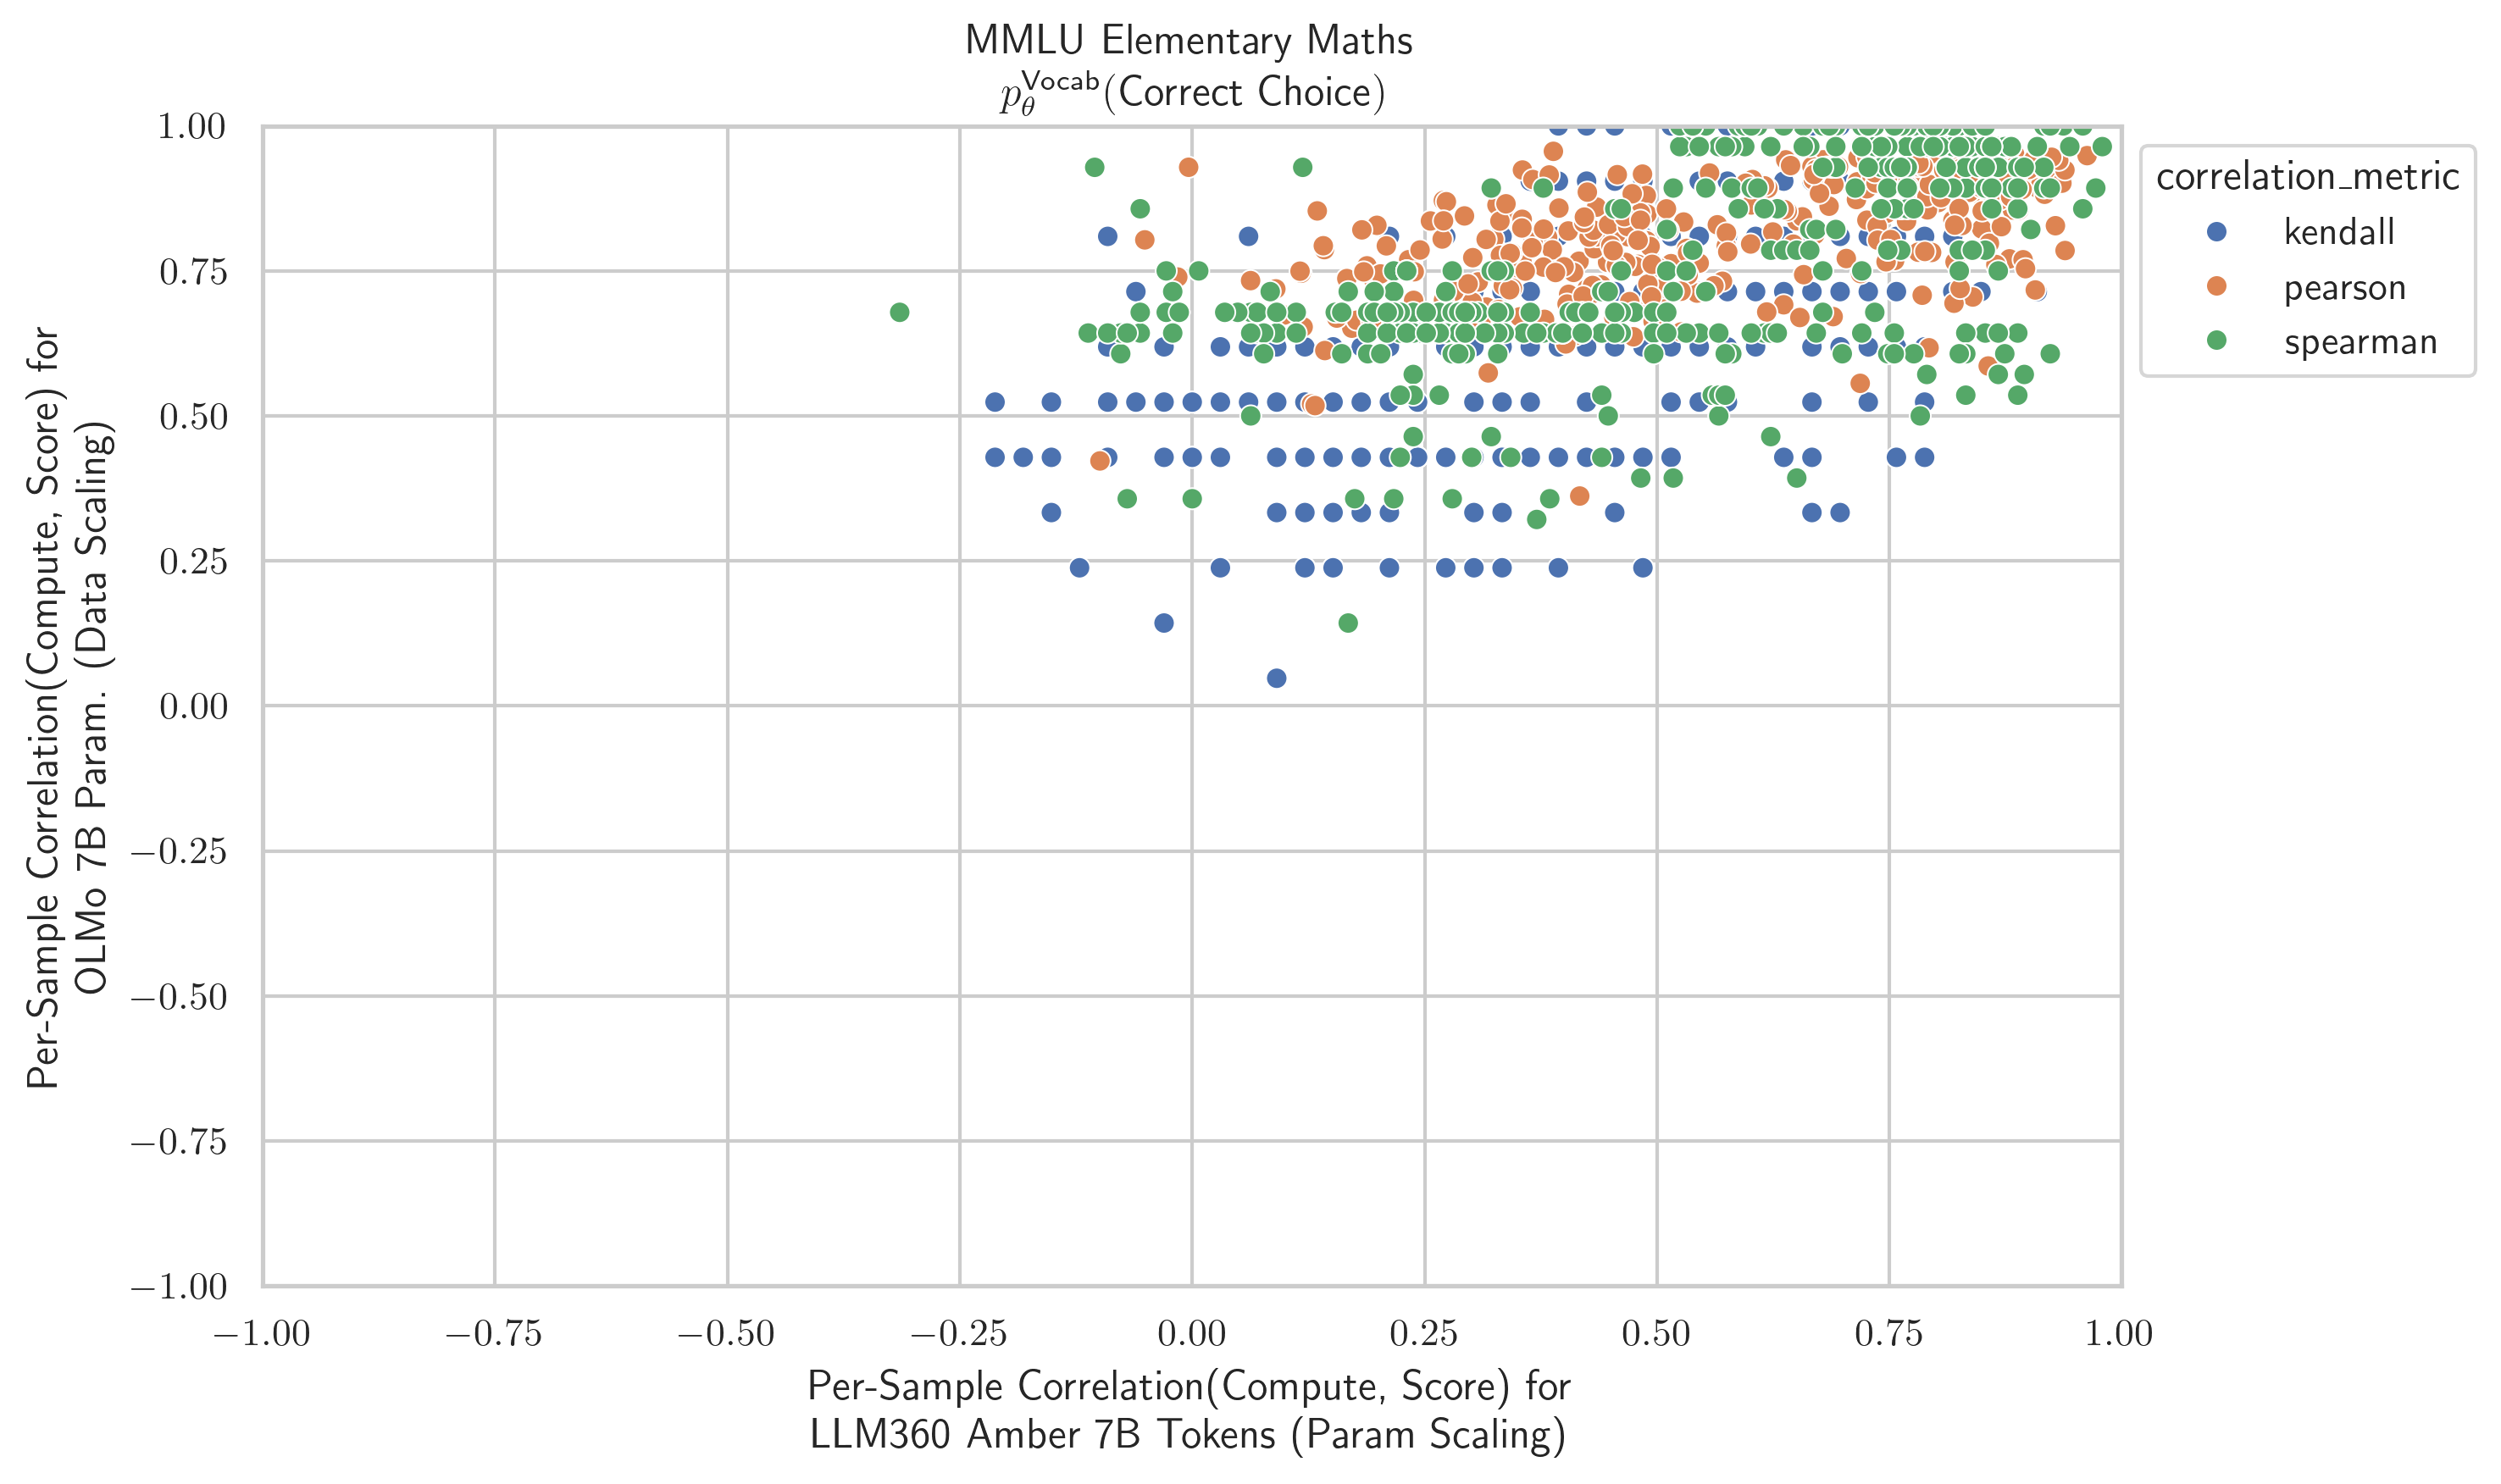 MMLU Elementary Maths
p_θ^Vocab(Correct Choice)
Per-Sample Correlation(Compute, Score) for
OLMo 7B Param. (Data Scaling)
1.00
0.75
0.50
0.25
0.00
−0.25
−0.50
−0.75
−1.00
−1.00 −0.75 −0.50 −0.25 0.00 0.25 0.50 0.75 1.00
Per-Sample Correlation(Compute, Score) for
LLM360 Amber 7B Tokens (Param Scaling)
correlation_metric
kendall
pearson
spearman